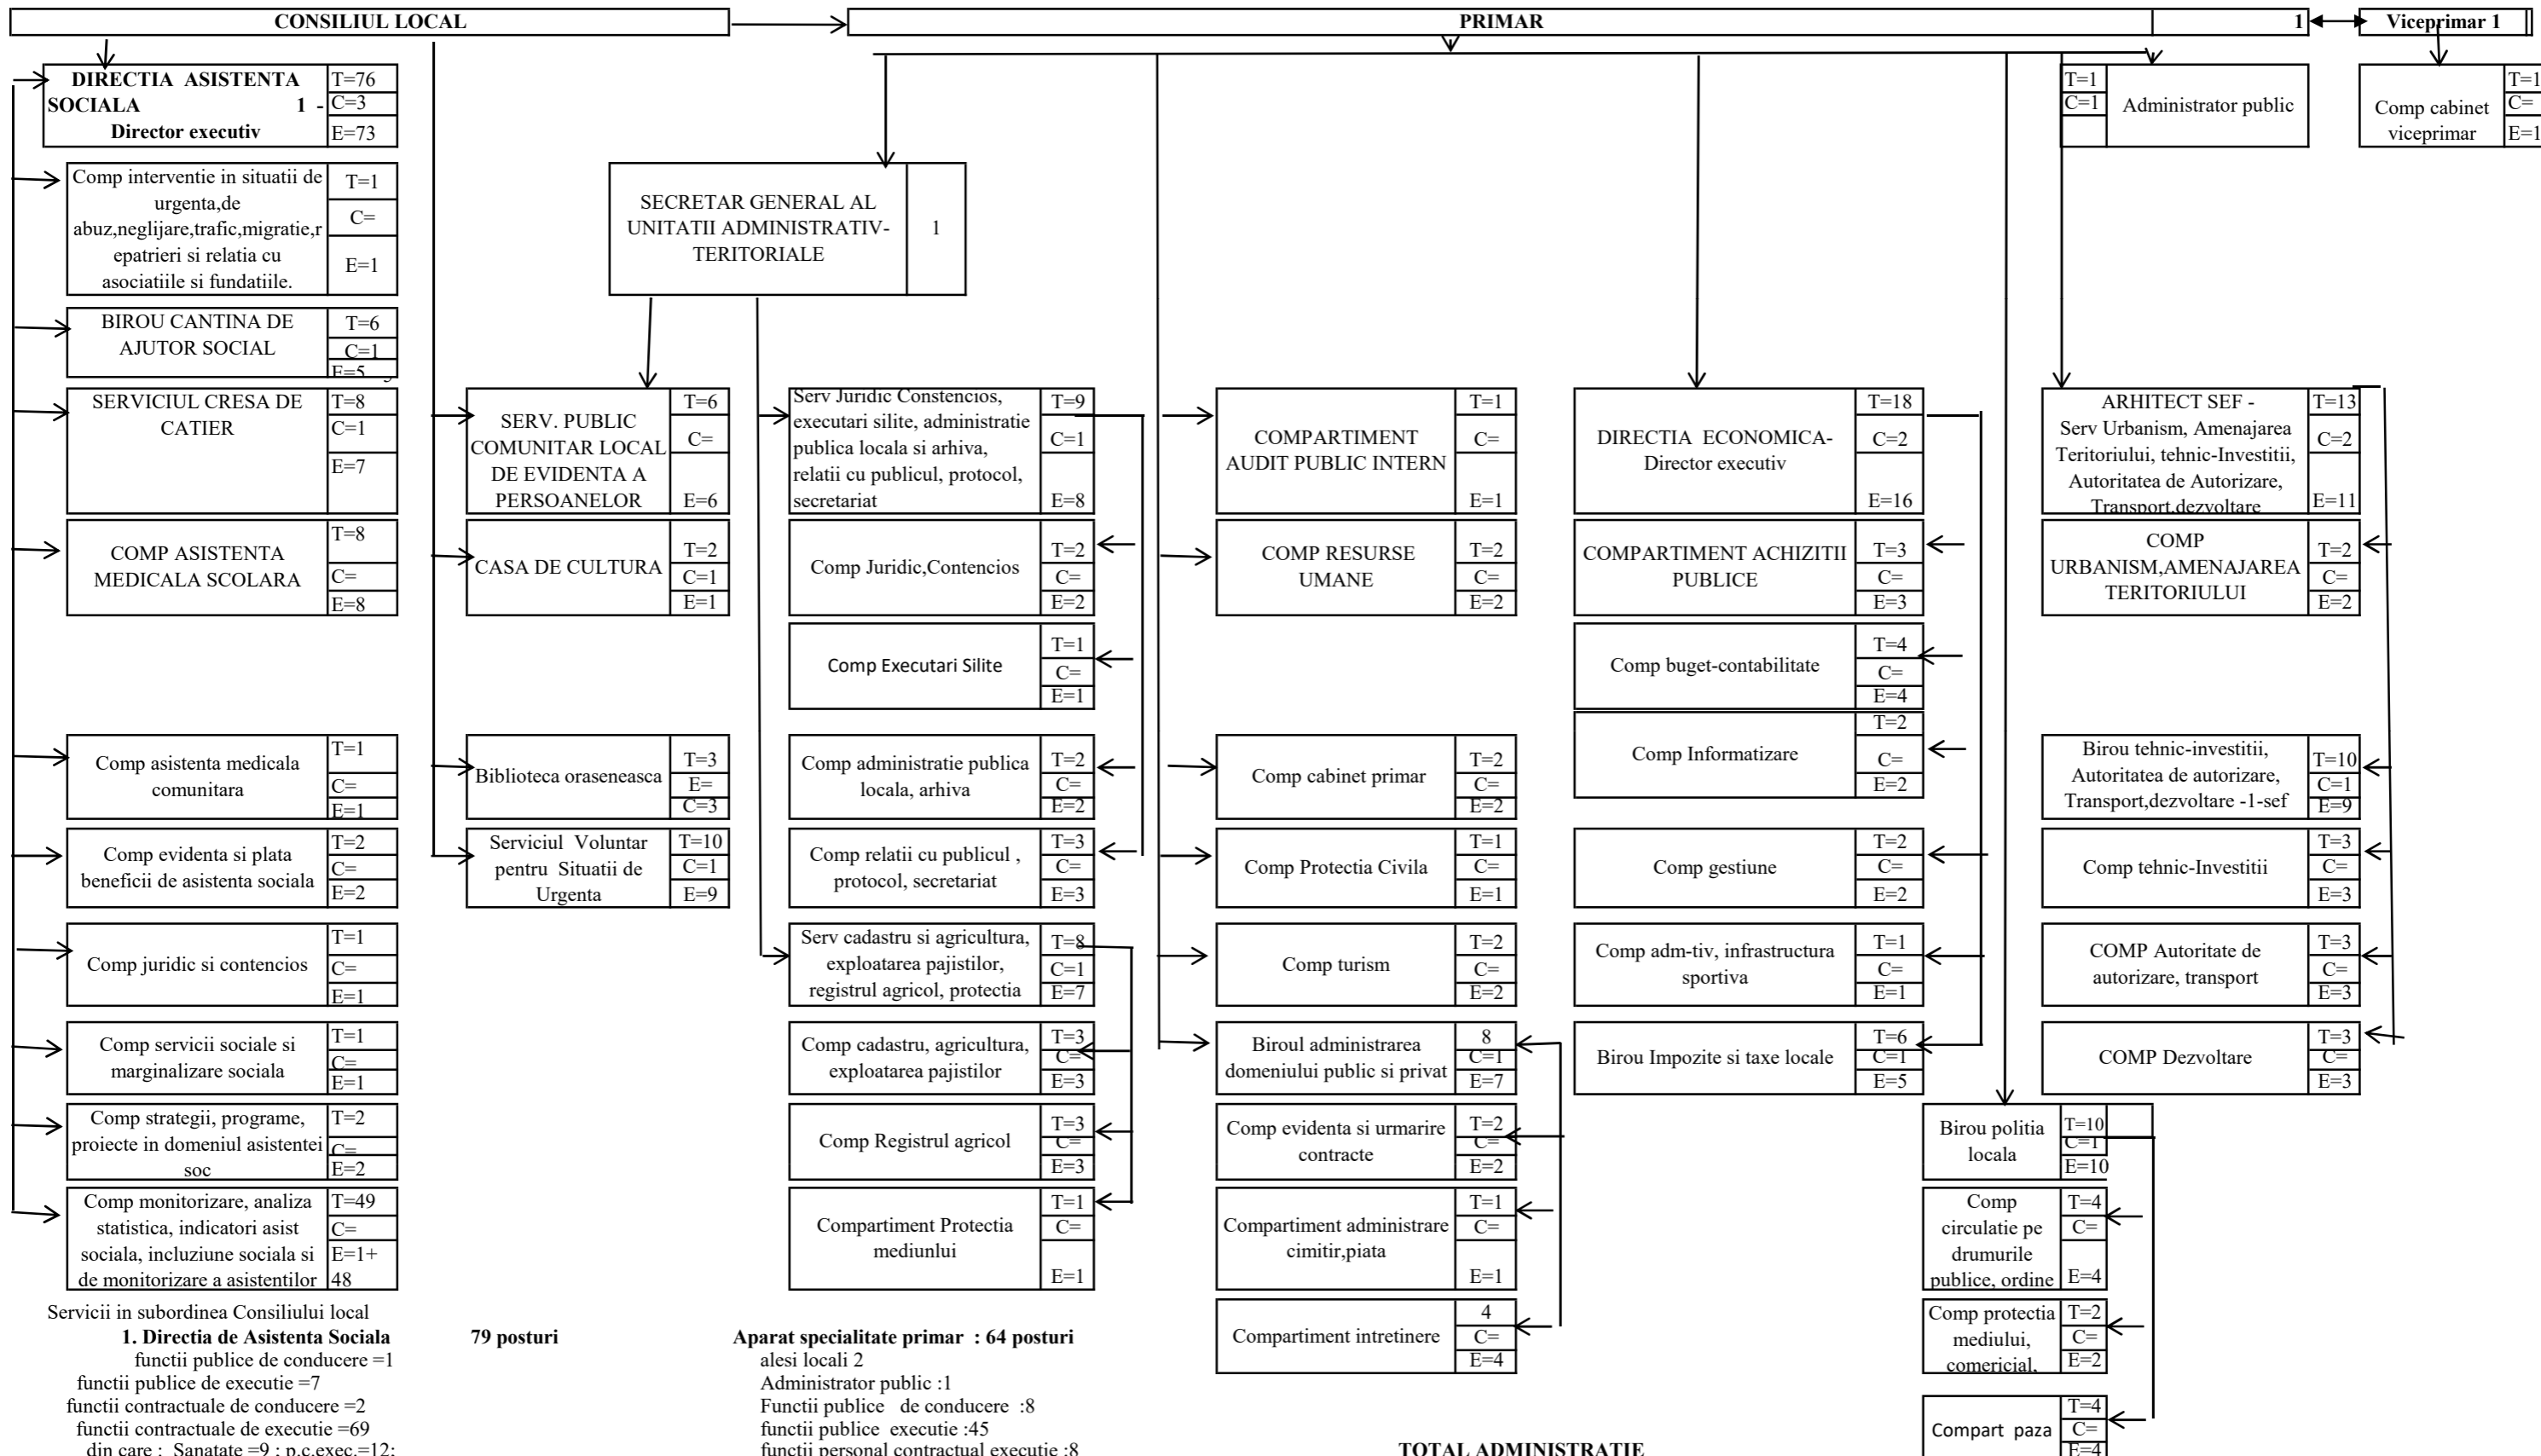 CONSILIUL LOCAL
PRIMAR 1
Viceprimar 1
DIRECTIA ASISTENTA
SOCIALA 1 -
Director executiv
T=76
C=3
E=73
T=1
C=1
Administrator public
Comp cabinet
viceprimar
T=1
C=
E=1
Comp interventie in situatii de
urgenta,de
abuz,neglijare,trafic,migratie,r
epatrieri si relatia cu
asociatiile si fundatiile.
T=1
C=
E=1
SECRETAR GENERAL AL
UNITATII ADMINISTRATIV-
TERITORIALE
1
BIROU CANTINA DE
AJUTOR SOCIAL
T=6
C=1
E=5
SERVICIUL CRESA DE
CATIER
T=8
C=1
E=7
SERV. PUBLIC
COMUNITAR LOCAL
DE EVIDENTA A
PERSOANELOR
T=6
C=
E=6
Serv Juridic Constencios,
executari silite, administratie
publica locala si arhiva,
relatii cu publicul, protocol,
secretariat
T=9
C=1
E=8
COMPARTIMENT
AUDIT PUBLIC INTERN
T=1
C=
E=1
DIRECTIA ECONOMICA-
Director executiv
T=18
C=2
E=16
ARHITECT SEF -
Serv Urbanism, Amenajarea
Teritoriului, tehnic-Investitii,
Autoritatea de Autorizare,
Transport,dezvoltare
T=13
C=2
E=11
COMP ASISTENTA
MEDICALA SCOLARA
T=8
C=
E=8
CASA DE CULTURA
T=2
C=1
E=1
Comp Juridic,Contencios
T=2
C=
E=2
COMP RESURSE
UMANE
T=2
C=
E=2
COMPARTIMENT ACHIZITII
PUBLICE
T=3
C=
E=3
COMP
URBANISM,AMENAJAREA
TERITORIULUI
T=2
C=
E=2
Comp Executari Silite
T=1
C=
E=1
Comp buget-contabilitate
T=4
C=
E=4
Comp asistenta medicala
comunitara
T=1
C=
E=1
Biblioteca oraseneasca
T=3
E=
C=3
Comp administratie publica
locala, arhiva
T=2
C=
E=2
Comp cabinet primar
T=2
C=
E=2
Comp Informatizare
T=2
C=
E=2
Birou tehnic-investitii,
Autoritatea de autorizare,
Transport,dezvoltare -1-sef
T=10
C=1
E=9
Comp evidenta si plata
beneficii de asistenta sociala
T=2
C=
E=2
Serviciul Voluntar
pentru Situatii de
Urgenta
T=10
C=1
E=9
Comp relatii cu publicul ,
protocol, secretariat
T=3
C=
E=3
Comp Protectia Civila
T=1
C=
E=1
Comp gestiune
T=2
C=
E=2
Comp tehnic-Investitii
T=3
C=
E=3
Comp juridic si contencios
T=1
C=
E=1
Serv cadastru si agricultura,
exploatarea pajistilor,
registrul agricol, protectia
T=8
C=1
E=7
Comp turism
T=2
C=
E=2
Comp adm-tiv, infrastructura
sportiva
T=1
C=
E=1
COMP Autoritate de
autorizare, transport
T=3
C=
E=3
Comp servicii sociale si
marginalizare sociala
T=1
C=
E=1
Comp cadastru, agricultura,
exploatarea pajistilor
T=3
C=
E=3
Biroul administrarea
domeniului public si privat
8
C=1
E=7
Birou Impozite si taxe locale
T=6
C=1
E=5
COMP Dezvoltare
T=3
C=
E=3
Comp strategii, programe,
proiecte in domeniul asistentei
soc
T=2
C=
E=2
Comp Registrul agricol
T=3
C=
E=3
Comp evidenta si urmarire
contracte
T=2
C=
E=2
Birou politia
locala
T=10
C=1
E=10
Comp monitorizare, analiza
statistica, indicatori asist
sociala, incluziune sociala si
de monitorizare a asistentilor
T=49
C=
E=1+
48
Compartiment Protectia
mediunlui
T=1
C=
E=1
Compartiment administrare
cimitir,piata
T=1
C=
E=1
Comp
circulatie pe
drumurile
publice, ordine
T=4
C=
E=4
Compartiment intretinere
4
C=
E=4
Comp protectia
mediului,
comericial,
T=2
C=
E=2
Compart paza
T=4
C=
E=4
Servicii in subordinea Consiliului local
1. Directia de Asistenta Sociala 79 posturi
functii publice de conducere =1
functii publice de executie =7
functii contractuale de conducere =2
functii contractuale de executie =69
din care : Sanatate =9 ; p.c.exec.=12;
Aparat specialitate primar : 64 posturi
alesi locali 2
Administrator public :1
Functii publice de conducere :8
functii publice executie :45
functii personal contractual executie :8
TOTAL ADMINISTRATIE